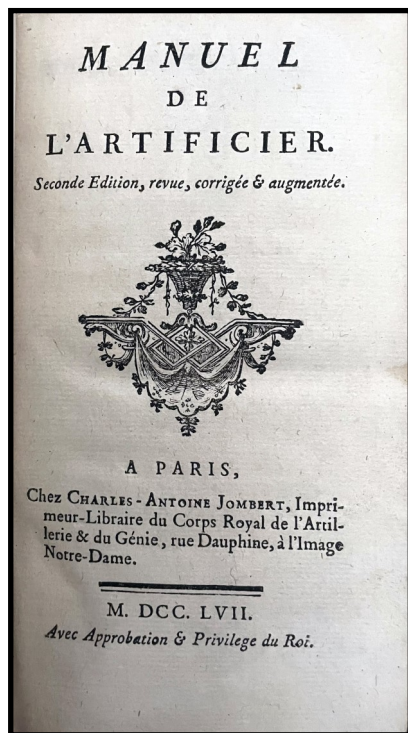 MANUEL
DE
L'ARTIFICIER.
Seconde Edition, revue, corrigée & augmentée.
A PARIS,
Chez CHARLES-ANTOINE JOMBERT, Impri-
meur-Libraire du Corps Royal de l'Artil-
lerie & du Génie, rue Dauphine, à l'Image
Notre-Dame.
M. DCC. LVII.
Avec Approbation & Privilege du Roi.